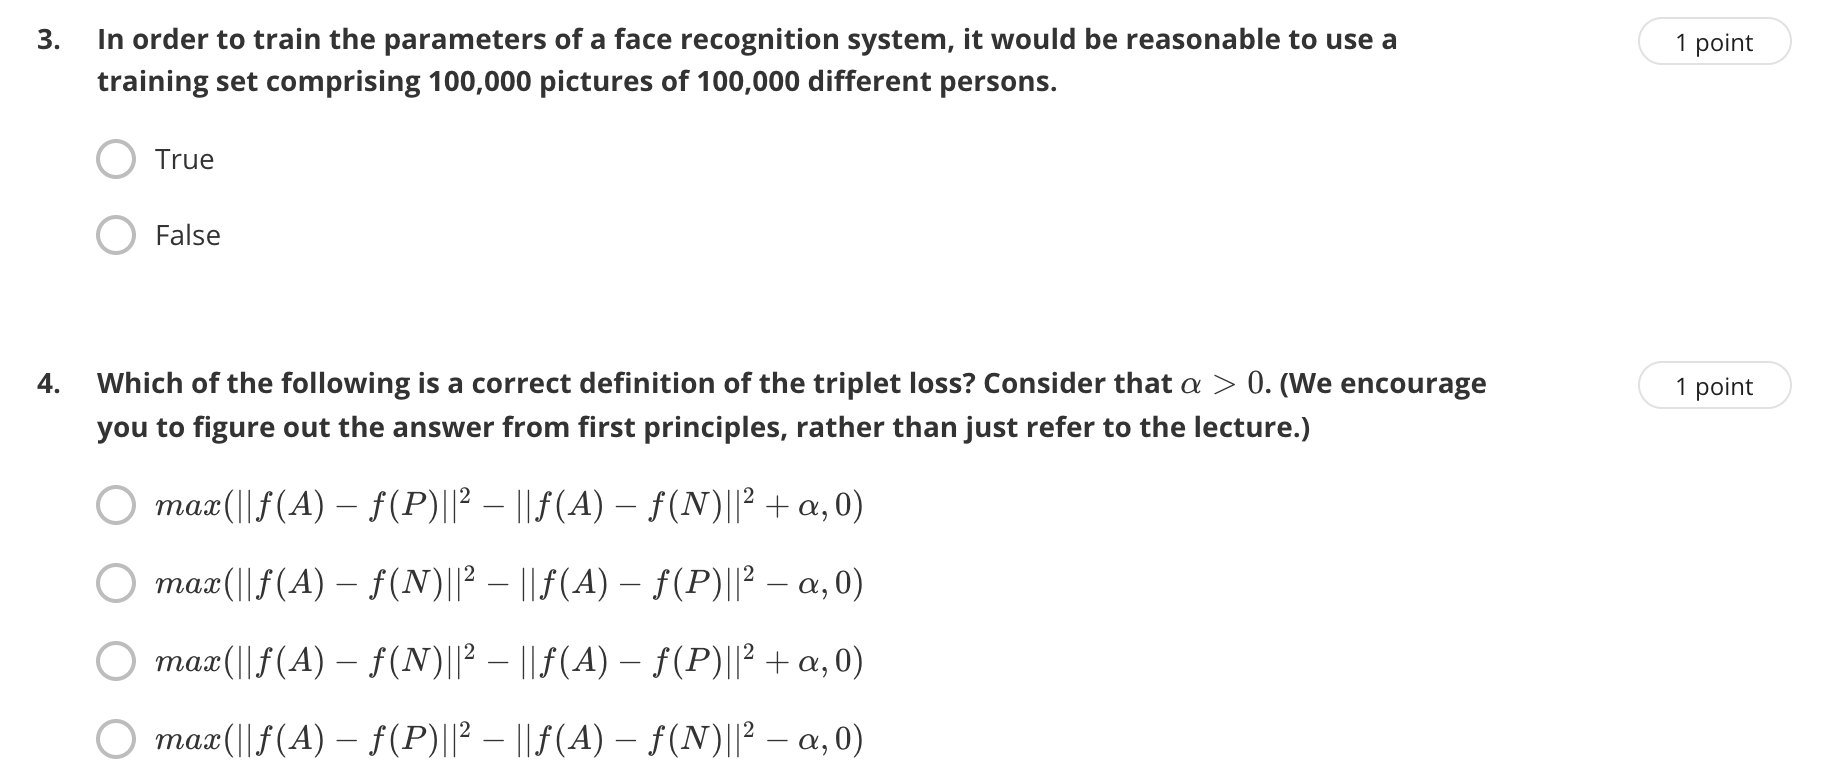 3. In order to train the parameters of a face recognition system, it would be reasonable to use a
training set comprising 100,000 pictures of 100,000 different persons.
1 point
True
False
4. Which of the following is a correct definition of the triplet loss? Consider that α > 0. (We encourage
you to figure out the answer from first principles, rather than just refer to the lecture.)
1 point
max(||f(A) − f(P)||² − ||f(A) − f(N)||² + α, 0)
max(||f(A) − f(N)||² − ||f(A) − f(P)||² − α, 0)
max(||f(A) − f(N)||² − ||f(A) − f(P)||² + α, 0)
max(||f(A) − f(P)||² − ||f(A) − f(N)||² − α, 0)